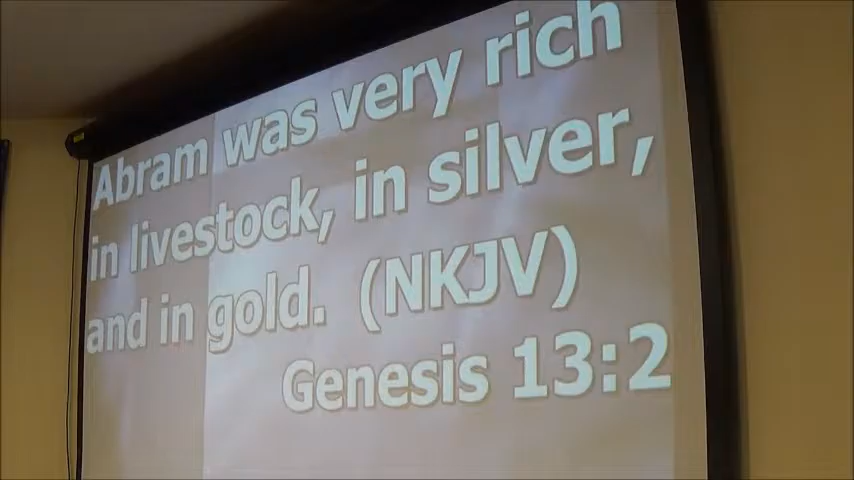 Abram was very rich
in livestock, in silver,
and in gold. (NKJV)
Genesis 13:2